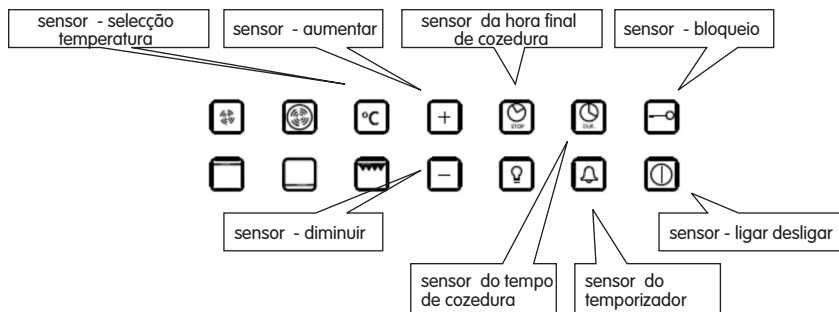 sensor - selecção
temperatura
sensor - aumentar
sensor da hora final
de cozedura
sensor - bloqueio
°C
+
STOP
DUR.
−
sensor - diminuir
sensor - ligar desligar
sensor do tempo
de cozedura
sensor do
temporizador